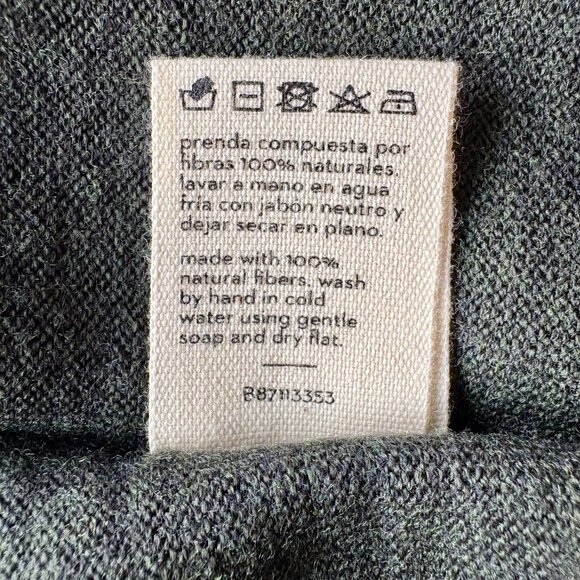 prenda compuesta por
fibras 100% naturales,
lavar a mano en agua
fria con jabón neutro y
dejar secar en plano.
made with 100%
natural fibers, wash
by hand in cold
water using gentle
soap and dry flat.
B87113353